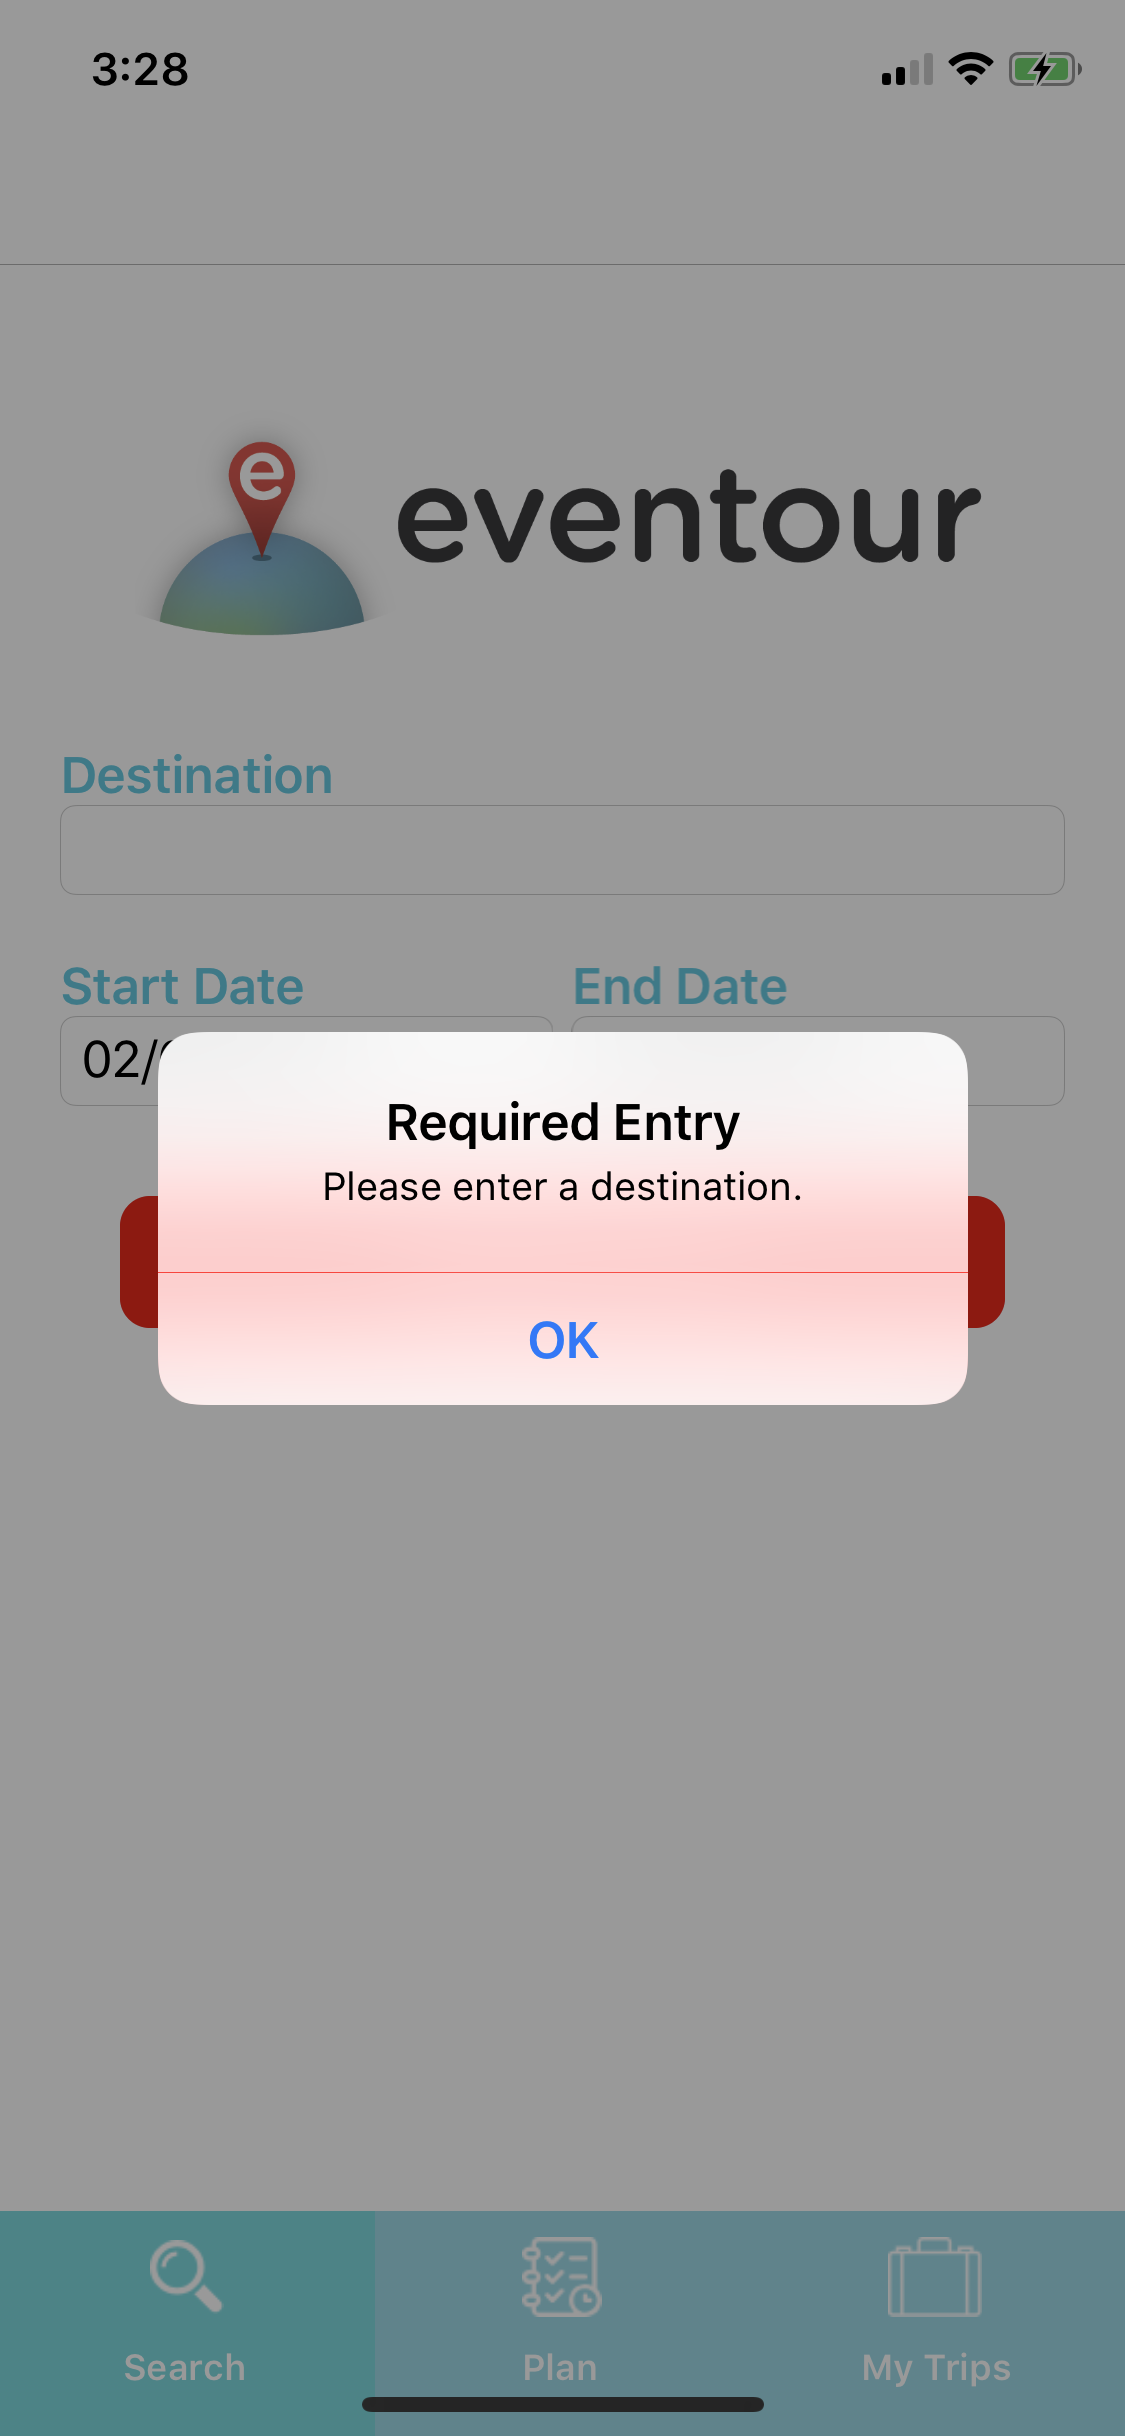 3:28
e
eventour
Destination
Start Date End Date
02/
Required Entry
Please enter a destination.
OK
Search Plan My Trips